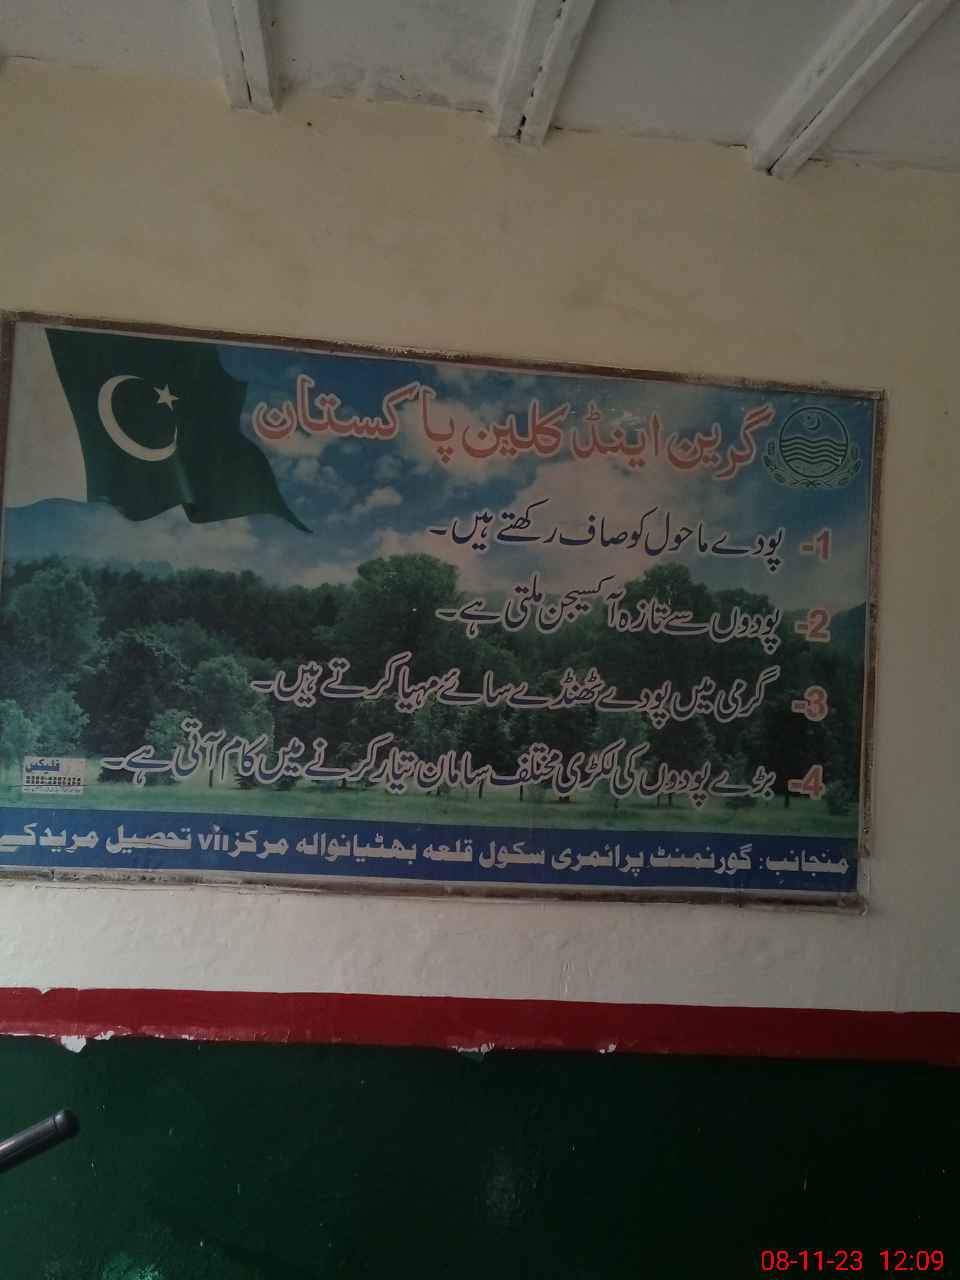 گرین اینڈ کلین پاکستان
1- پودے ماحول کو صاف رکھتے ہیں۔
2- پودوں سے تازہ آکسیجن ملتی ہے۔
3- گرمی میں پودے ٹھنڈے سائے مہیا کرتے ہیں۔
4- بڑے پودوں کی لکڑی مختلف سامان تیار کرنے میں کام آتی ہے۔
فلیکس
منجانب: گورنمنٹ پرائمری سکول قلعہ بھٹیانوالہ مرکز vii تحصیل مریدکے
08-11-23 12:09